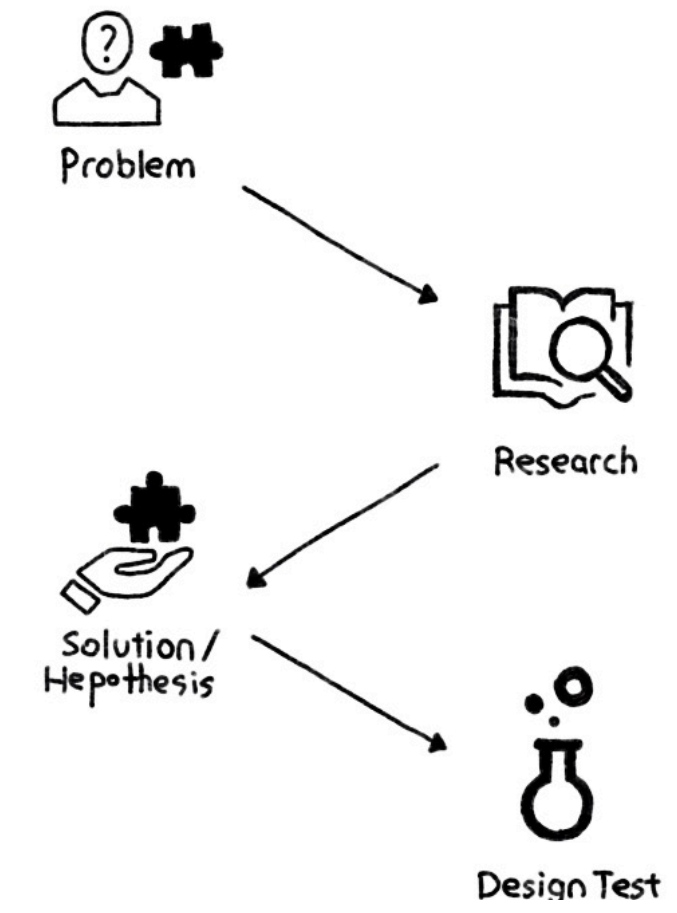 ?
Problem
Research
Solution/
Hepothesis
Design Test